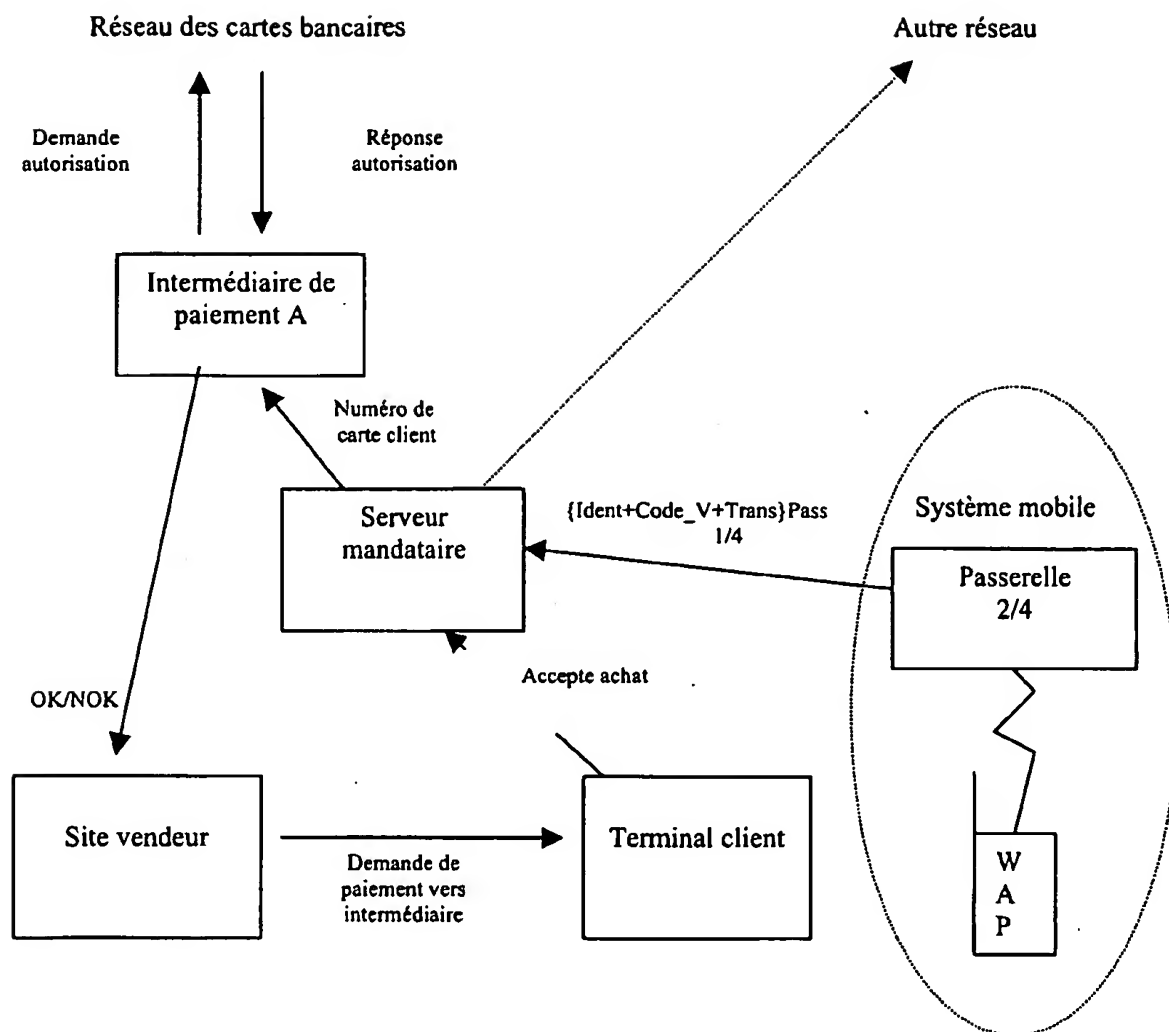 Réseau des cartes bancaires
Autre réseau
Demande
autorisation
Réponse
autorisation
Intermédiaire de
paiement A
Numéro de
carte client
Serveur
mandataire
{Ident+Code_V+Trans}Pass
1/4
Système mobile
Passerelle
2/4
Accepte achat
OK/NOK
Site vendeur
Demande de
paiement vers
intermédiaire
Terminal client
W
A
P